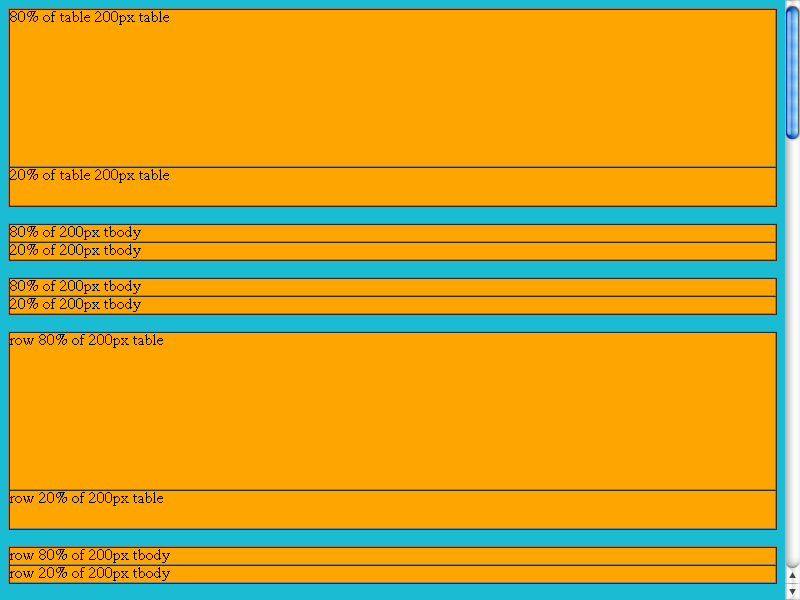 80% of table 200px table
20% of table 200px table
80% of 200px tbody
20% of 200px tbody
80% of 200px tbody
20% of 200px tbody
row 80% of 200px table
row 20% of 200px table
row 80% of 200px tbody
row 20% of 200px tbody